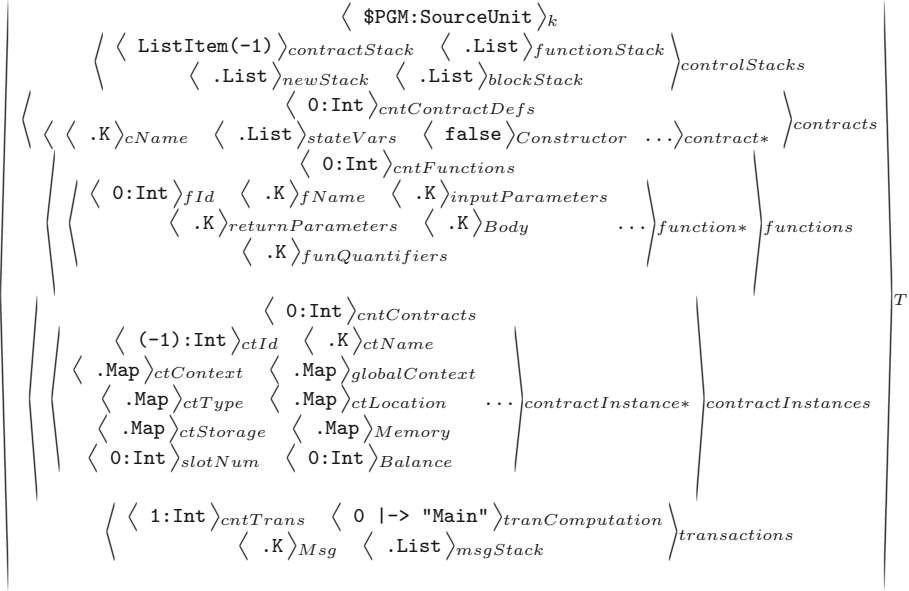 ⟨ $PGM:SourceUnit ⟩k
⟨ ⟨ ListItem(-1) ⟩contractStack ⟨ .List ⟩functionStack
⟨ .List ⟩newStack ⟨ .List ⟩blockStack ⟩controlStacks
⟨ 0:Int ⟩cntContractDefs
⟨ ⟨ ⟨ .K ⟩cName ⟨ .List ⟩stateVars ⟨ false ⟩Constructor ...⟩contract* ⟩contracts
⟨ 0:Int ⟩cntFunctions
⟨ 0:Int ⟩fId ⟨ .K ⟩fName ⟨ .K ⟩inputParameters
⟨ .K ⟩returnParameters ⟨ .K ⟩Body ... ⟩function* ⟩functions
⟨ .K ⟩funQuantifiers
⟩T
⟨ 0:Int ⟩cntContracts
⟨ (-1):Int ⟩ctId ⟨ .K ⟩ctName
⟨ .Map ⟩ctContext ⟨ .Map ⟩globalContext
⟨ .Map ⟩ctType ⟨ .Map ⟩ctLocation ... ⟩contractInstance* ⟩contractInstances
⟨ .Map ⟩ctStorage ⟨ .Map ⟩Memory
⟨ 0:Int ⟩slotNum ⟨ 0:Int ⟩Balance
⟨ ⟨ 1:Int ⟩cntTrans ⟨ 0 |-> "Main" ⟩tranComputation
⟨ .K ⟩Msg ⟨ .List ⟩msgStack ⟩transactions